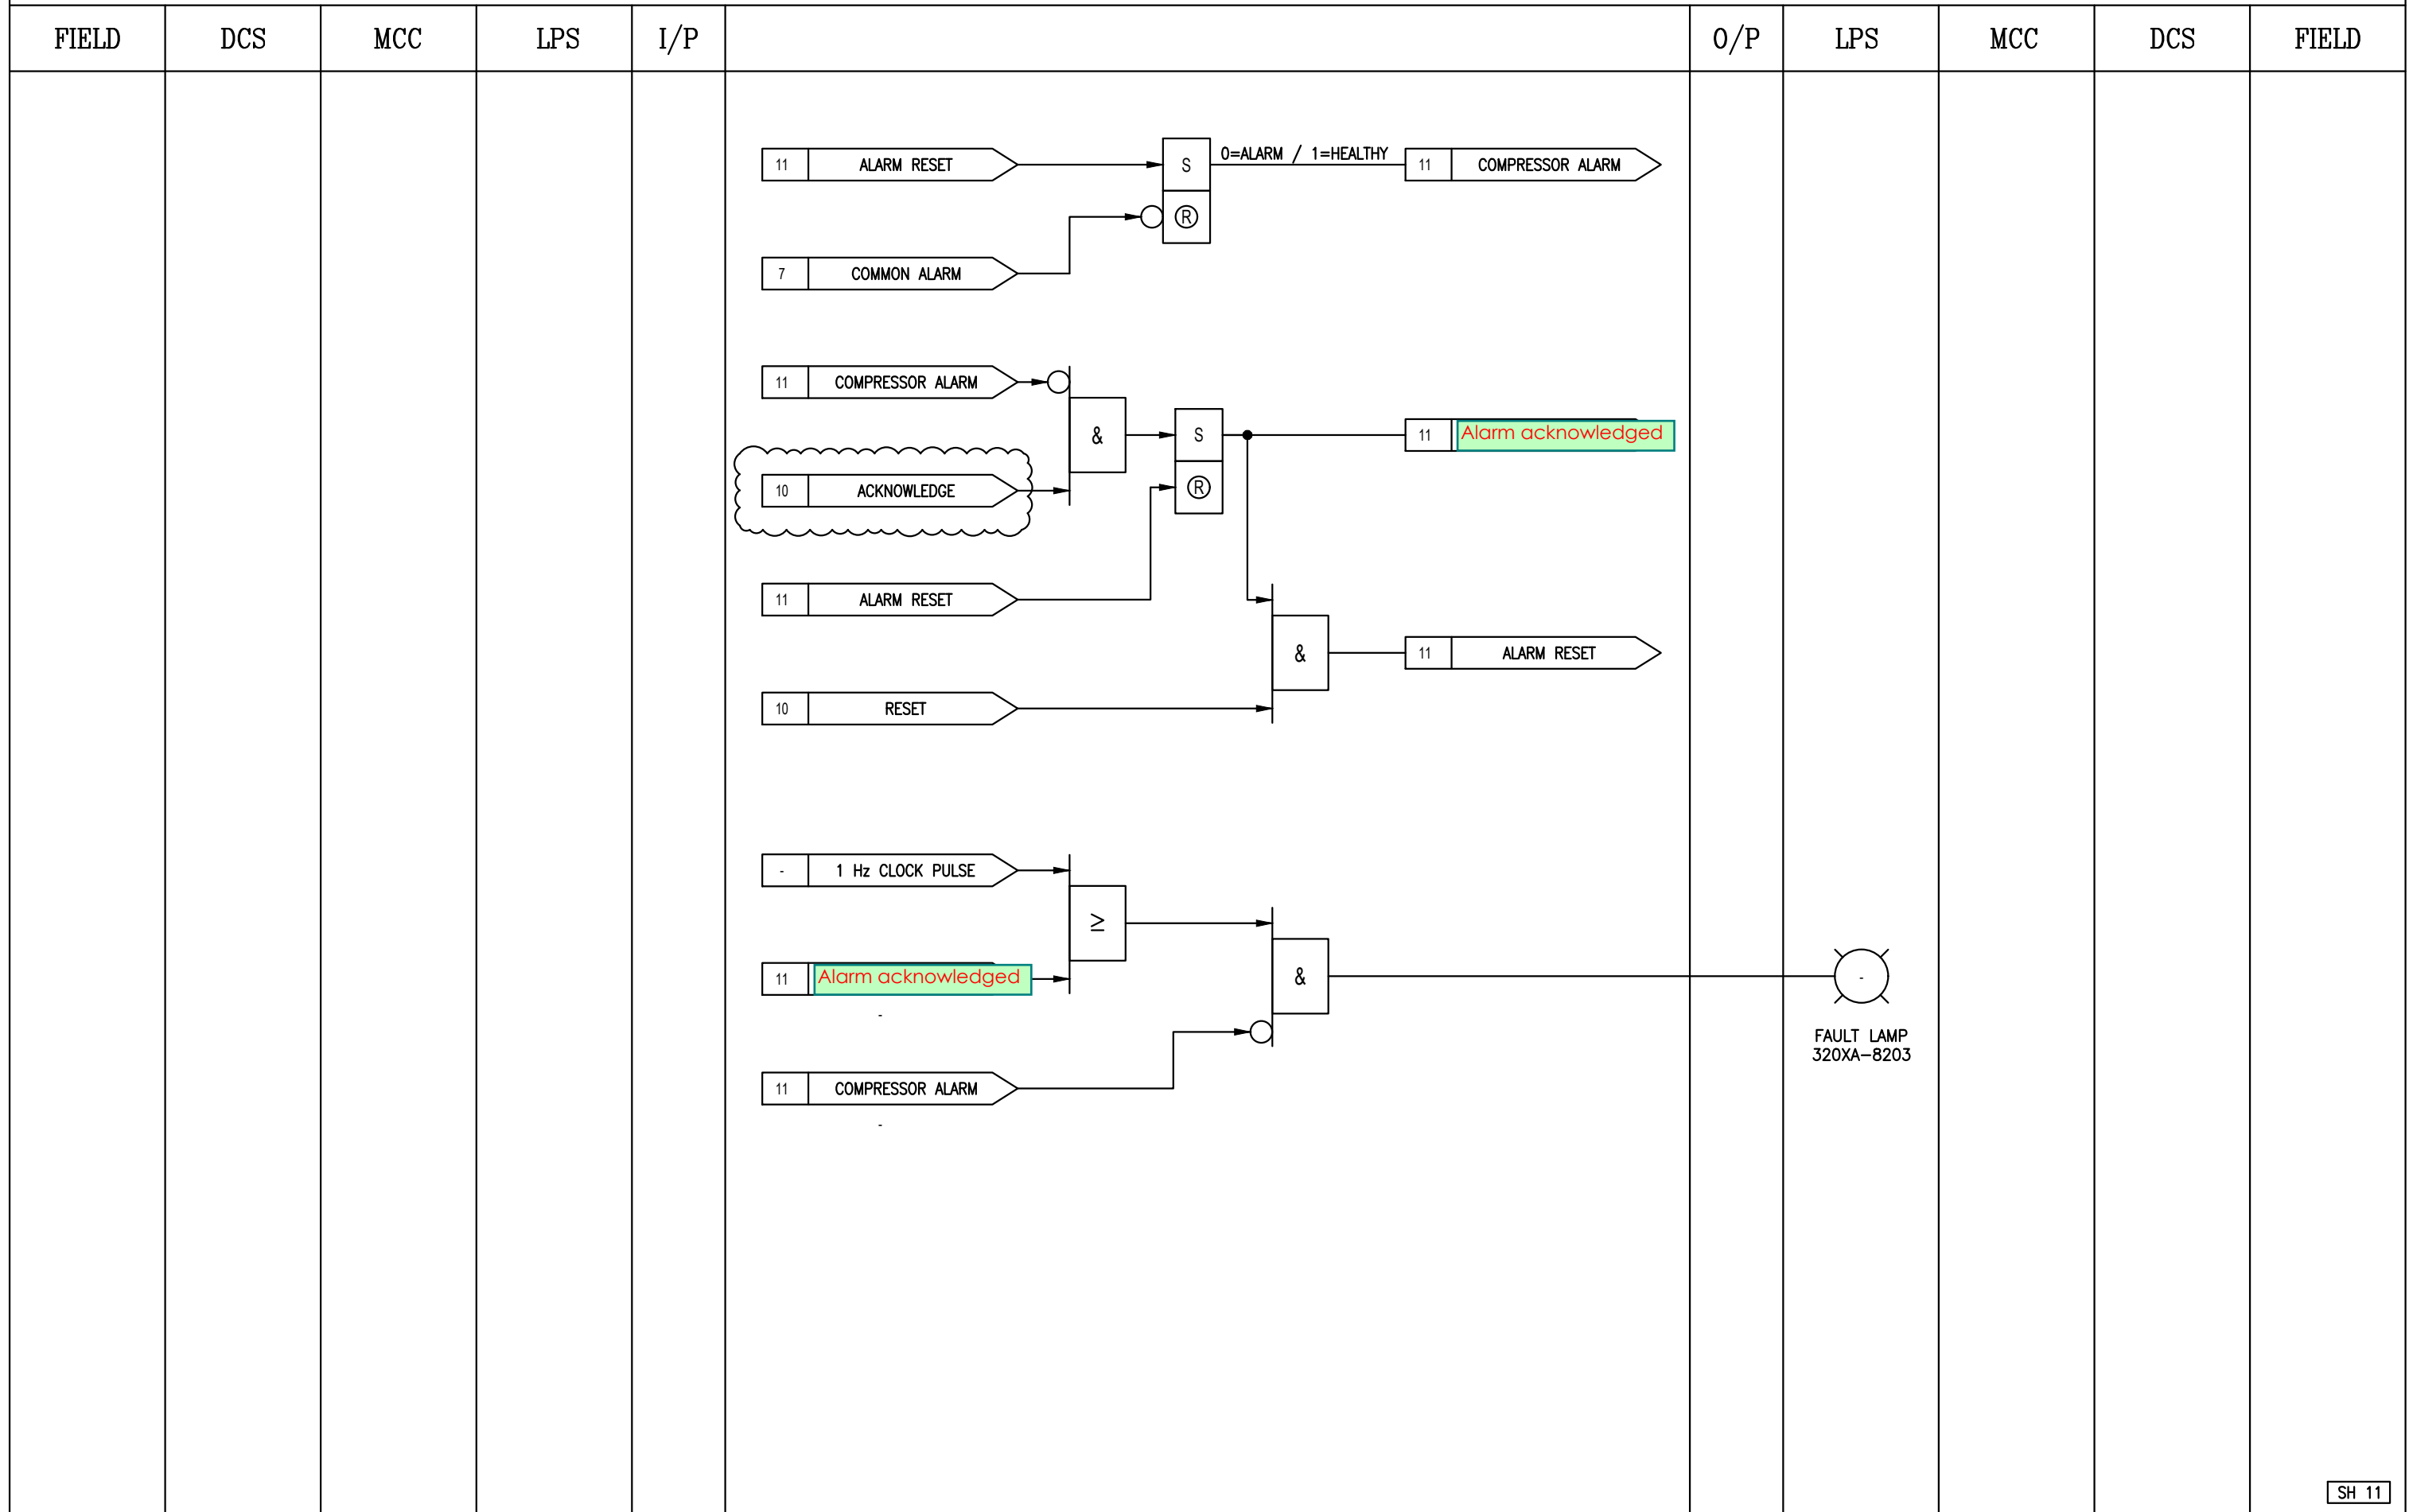 FIELD DCS MCC LPS I/P O/P LPS MCC DCS FIELD
11 ALARM RESET S 0=ALARM / 1=HEALTHY 11 COMPRESSOR ALARM
R
7 COMMON ALARM
11 COMPRESSOR ALARM
& S 11 Alarm acknowledged
10 ACKNOWLEDGE R
11 ALARM RESET
& 11 ALARM RESET
10 RESET
- 1 Hz CLOCK PULSE
≥
11 Alarm acknowledged & -
-
FAULT LAMP
320XA-8203
11 COMPRESSOR ALARM
-
SH 11